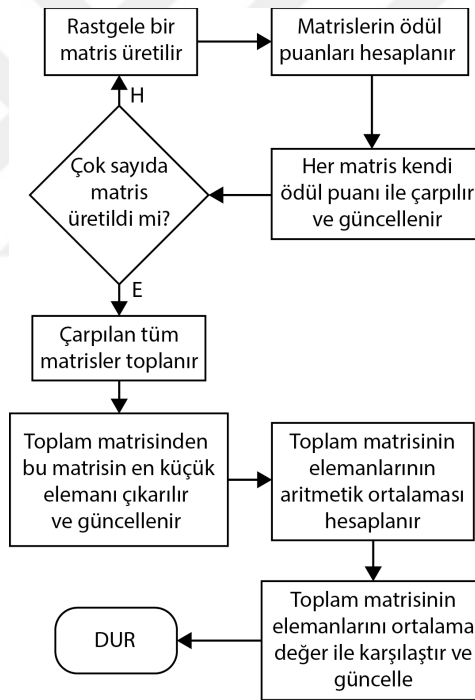 Rastgele bir
matris üretilir
Matrislerin ödül
puanları hesaplanır
H
Çok sayıda
matris
üretildi mi?
Her matris kendi
ödül puanı ile çarpılır
ve güncellenir
E
Çarpılan tüm
matrisler toplanır
Toplam matrisinden
bu matrisin en küçük
elemanı çıkarılır
ve güncellenir
Toplam matrisinin
elemanlarının
aritmetik ortalaması
hesaplanır
Toplam matrisinin
elemanlarını ortalama
değer ile karşılaştır ve
güncelle
DUR